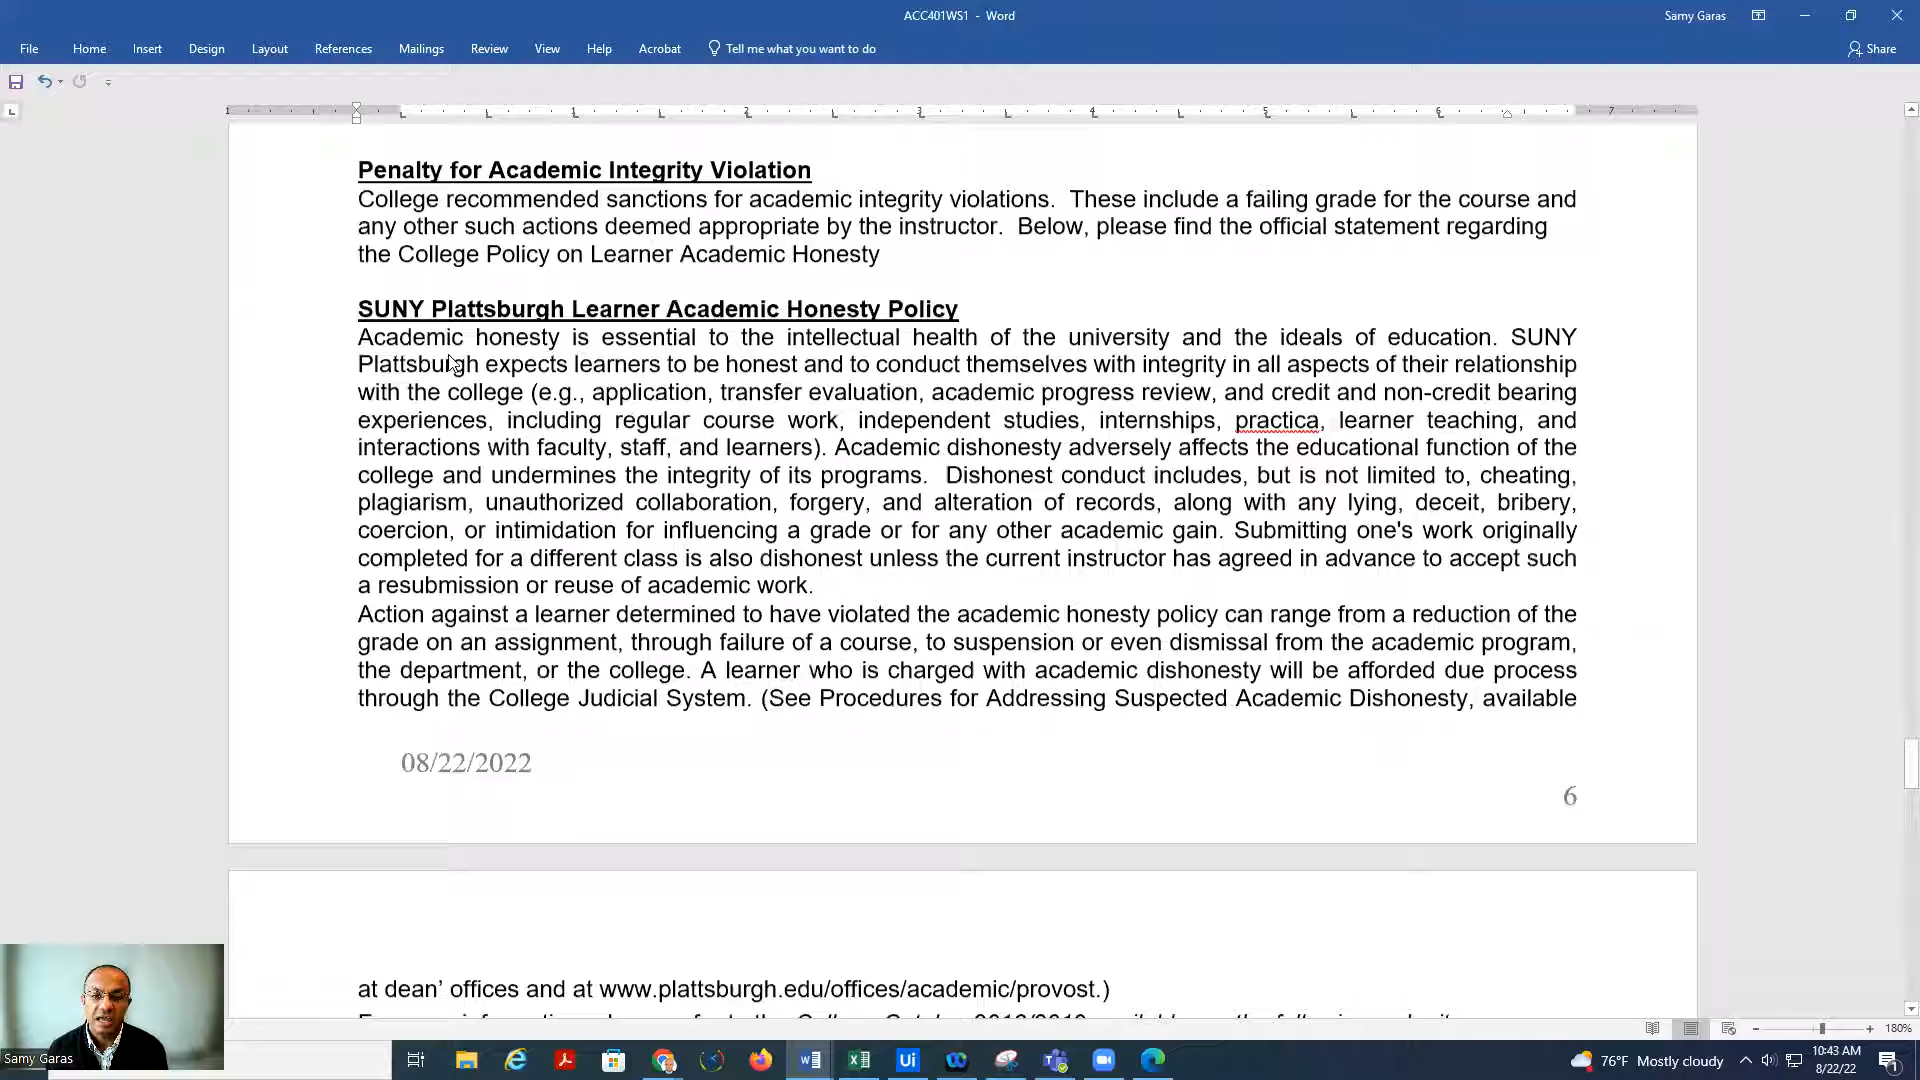 ACC401WS1 - Word
Samy Garas
File Home Insert Design Layout References Mailings Review View Help Acrobat Tell me what you want to do Share
1 1 2 3 4 5 6 7
Penalty for Academic Integrity Violation
College recommended sanctions for academic integrity violations. These include a failing grade for the course and
any other such actions deemed appropriate by the instructor. Below, please find the official statement regarding
the College Policy on Learner Academic Honesty
SUNY Plattsburgh Learner Academic Honesty Policy
Academic honesty is essential to the intellectual health of the university and the ideals of education. SUNY
Plattsburgh expects learners to be honest and to conduct themselves with integrity in all aspects of their relationship
with the college (e.g., application, transfer evaluation, academic progress review, and credit and non-credit bearing
experiences, including regular course work, independent studies, internships, practica, learner teaching, and
interactions with faculty, staff, and learners). Academic dishonesty adversely affects the educational function of the
college and undermines the integrity of its programs. Dishonest conduct includes, but is not limited to, cheating,
plagiarism, unauthorized collaboration, forgery, and alteration of records, along with any lying, deceit, bribery,
coercion, or intimidation for influencing a grade or for any other academic gain. Submitting one's work originally
completed for a different class is also dishonest unless the current instructor has agreed in advance to accept such
a resubmission or reuse of academic work.
Action against a learner determined to have violated the academic honesty policy can range from a reduction of the
grade on an assignment, through failure of a course, to suspension or even dismissal from the academic program,
the department, or the college. A learner who is charged with academic dishonesty will be afforded due process
through the College Judicial System. (See Procedures for Addressing Suspected Academic Dishonesty, available
08/22/2022
6
at dean’ offices and at www.plattsburgh.edu/offices/academic/provost.)
180%
Samy Garas
Ui
76°F Mostly cloudy
10:43 AM
8/22/22
1